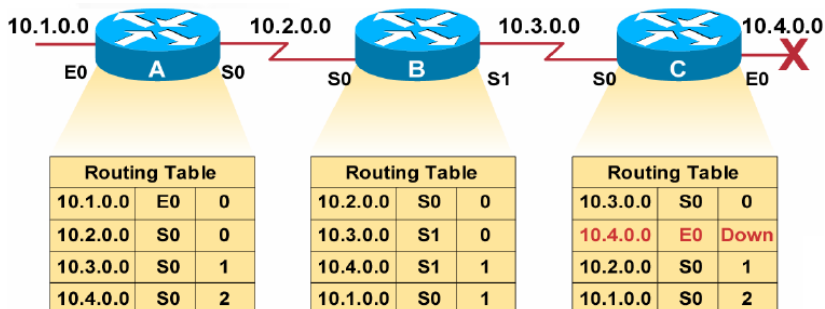 10.1.0.0 10.2.0.0 10.3.0.0 10.4.0.0
E0 A S0 S0 B S1 S0 C E0
Routing Table
10.1.0.0 E0 0
10.2.0.0 S0 0
10.3.0.0 S0 1
10.4.0.0 S0 2
Routing Table
10.2.0.0 S0 0
10.3.0.0 S1 0
10.4.0.0 S1 1
10.1.0.0 S0 1
Routing Table
10.3.0.0 S0 0
10.4.0.0 E0 Down
10.2.0.0 S0 1
10.1.0.0 S0 2